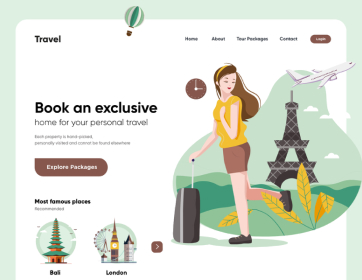 Travel
Home About Tour Packages Contact Login
Book an exclusive
home for your personal travel
Each property is hand-picked,
personally visited and cannot be found elsewhere
Explore Packages
Most famous places
Recommended
Bali London